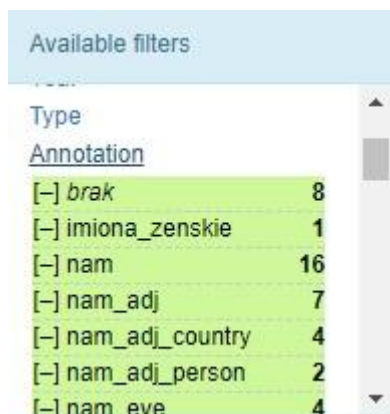 Available filters
Type
Annotation
[–] brak 8
[–] imiona_zenskie 1
[–] nam 16
[–] nam_adj 7
[–] nam_adj_country 4
[–] nam_adj_person 2
[–] nam_eve 4